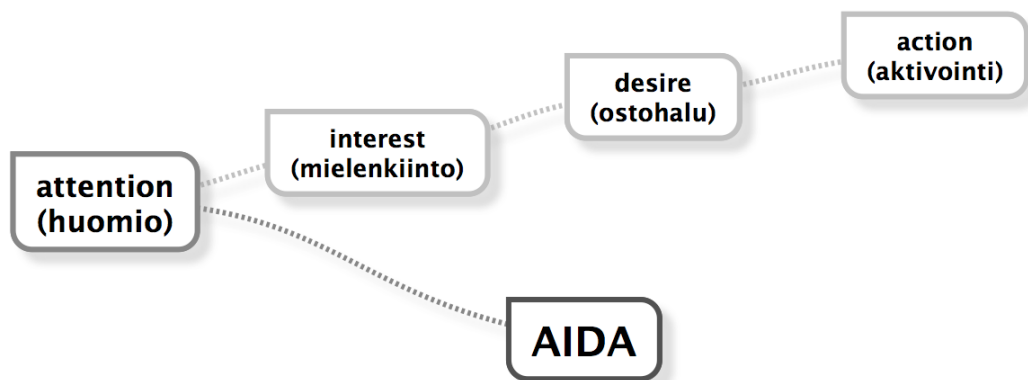 attention
(huomio)
interest
(mielenkiinto)
desire
(ostohalu)
action
(aktivointi)
AIDA